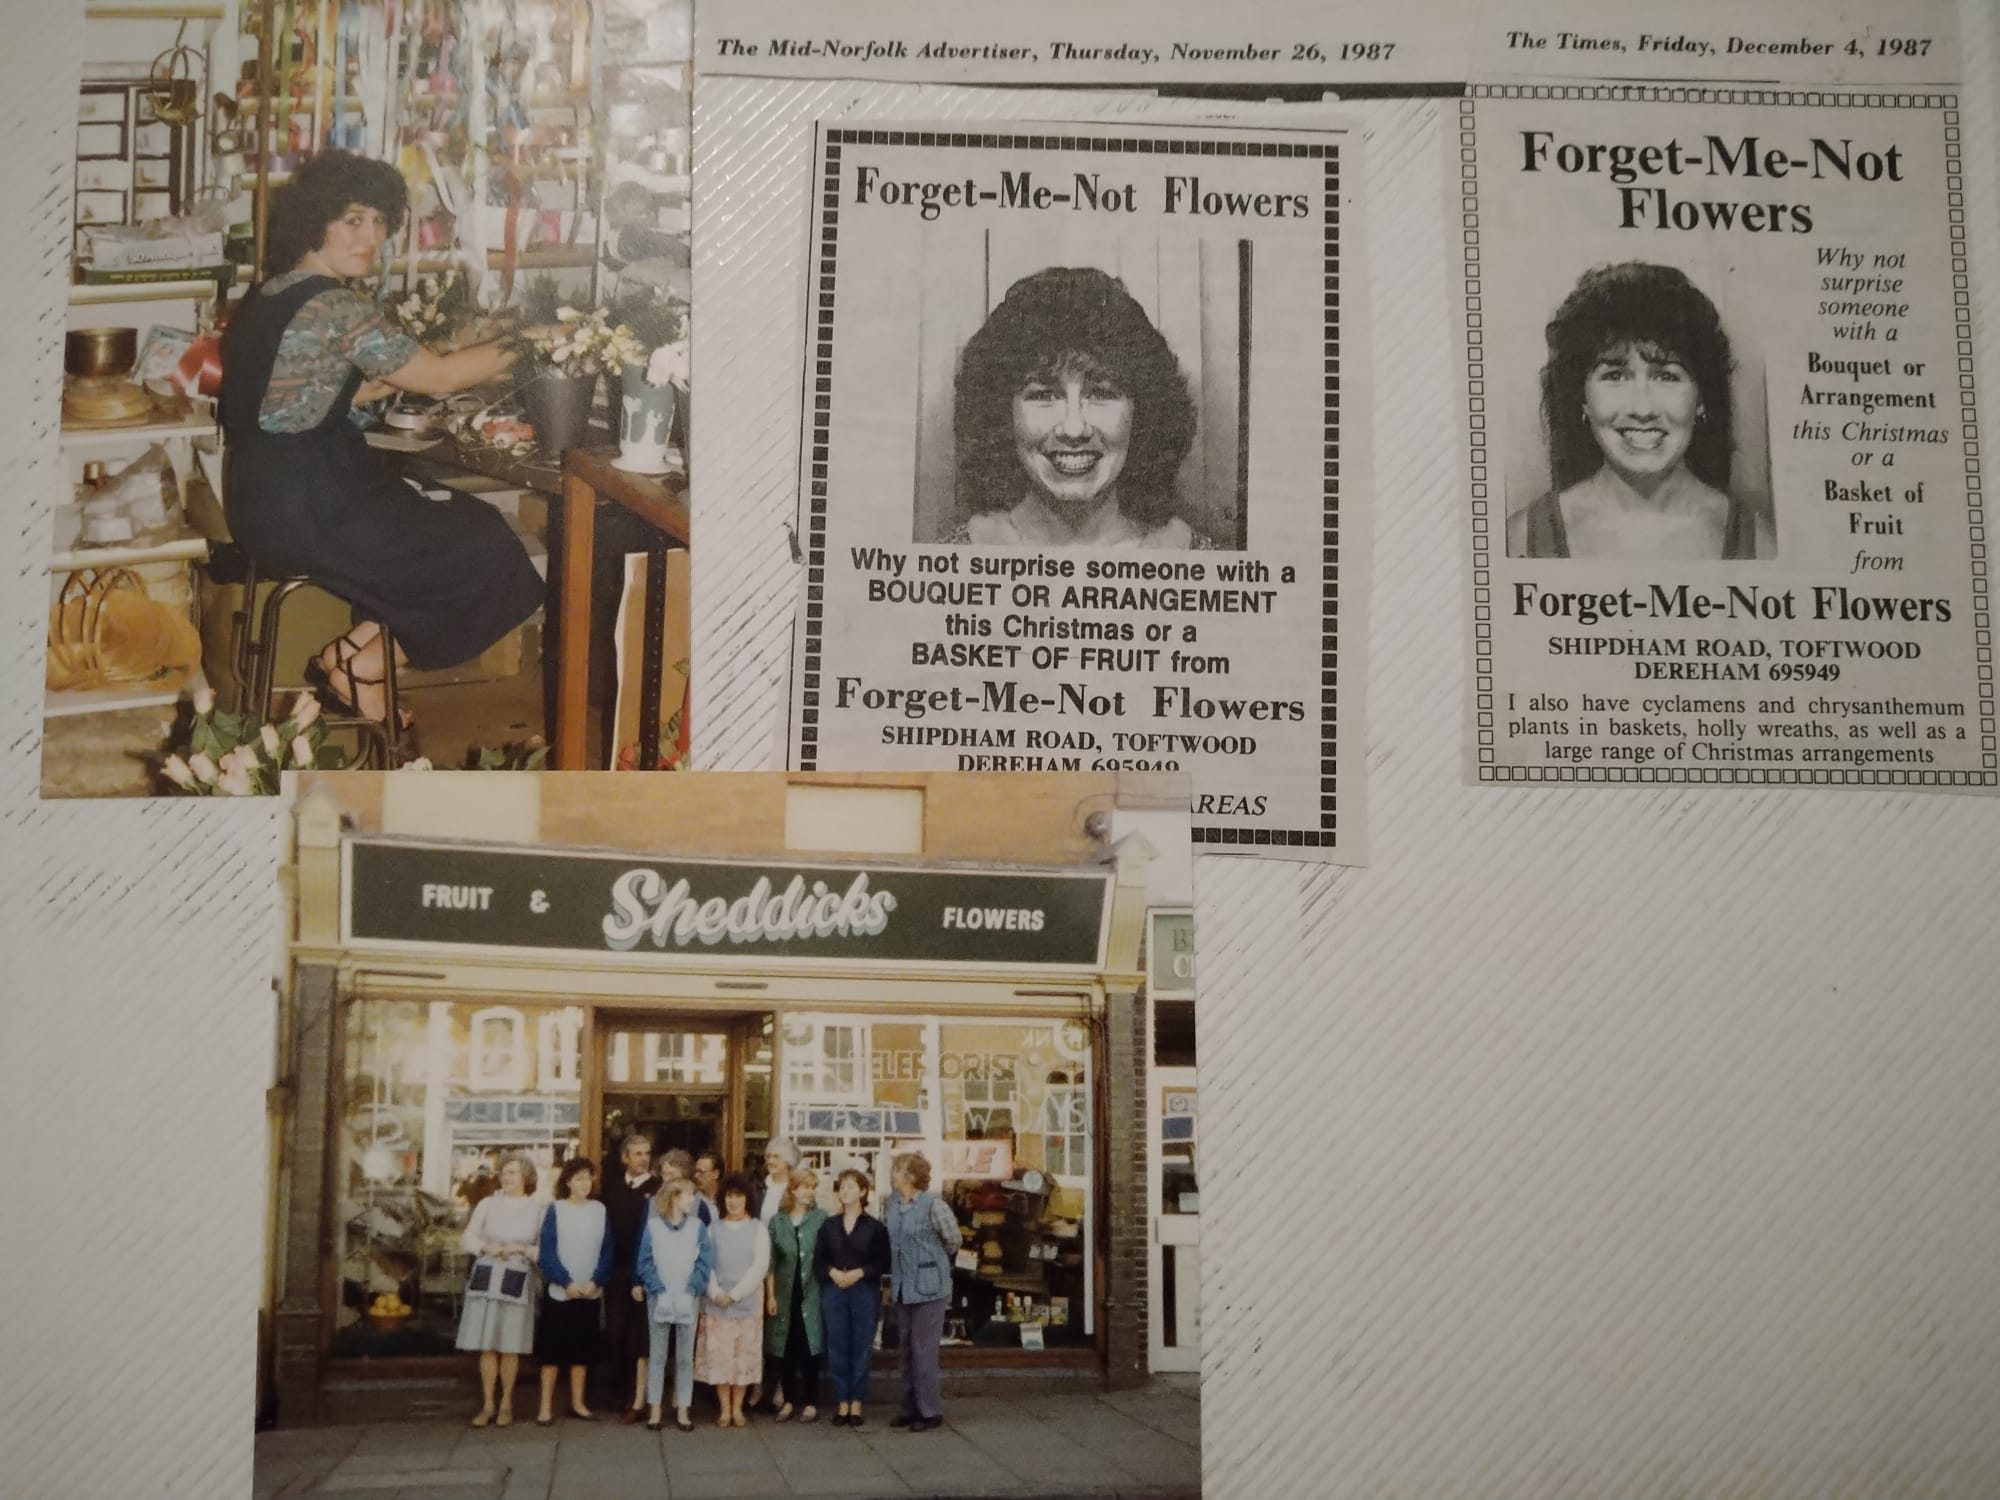 The Mid-Norfolk Advertiser, Thursday, November 26, 1987
Forget-Me-Not Flowers
Why not surprise someone with a
BOUQUET OR ARRANGEMENT
this Christmas or a
BASKET OF FRUIT from
Forget-Me-Not Flowers
SHIPDHAM ROAD, TOFTWOOD
DEREHAM 695949
AREAS
The Times, Friday, December 4, 1987
Forget-Me-Not
Flowers
Why not
surprise
someone
with a
Bouquet or
Arrangement
this Christmas
or a
Basket of
Fruit
from
Forget-Me-Not Flowers
SHIPDHAM ROAD, TOFTWOOD
DEREHAM 695949
I also have cyclamens and chrysanthemum
plants in baskets, holly wreaths, as well as a
large range of Christmas arrangements
FRUIT & Sheddicks FLOWERS
DAYS